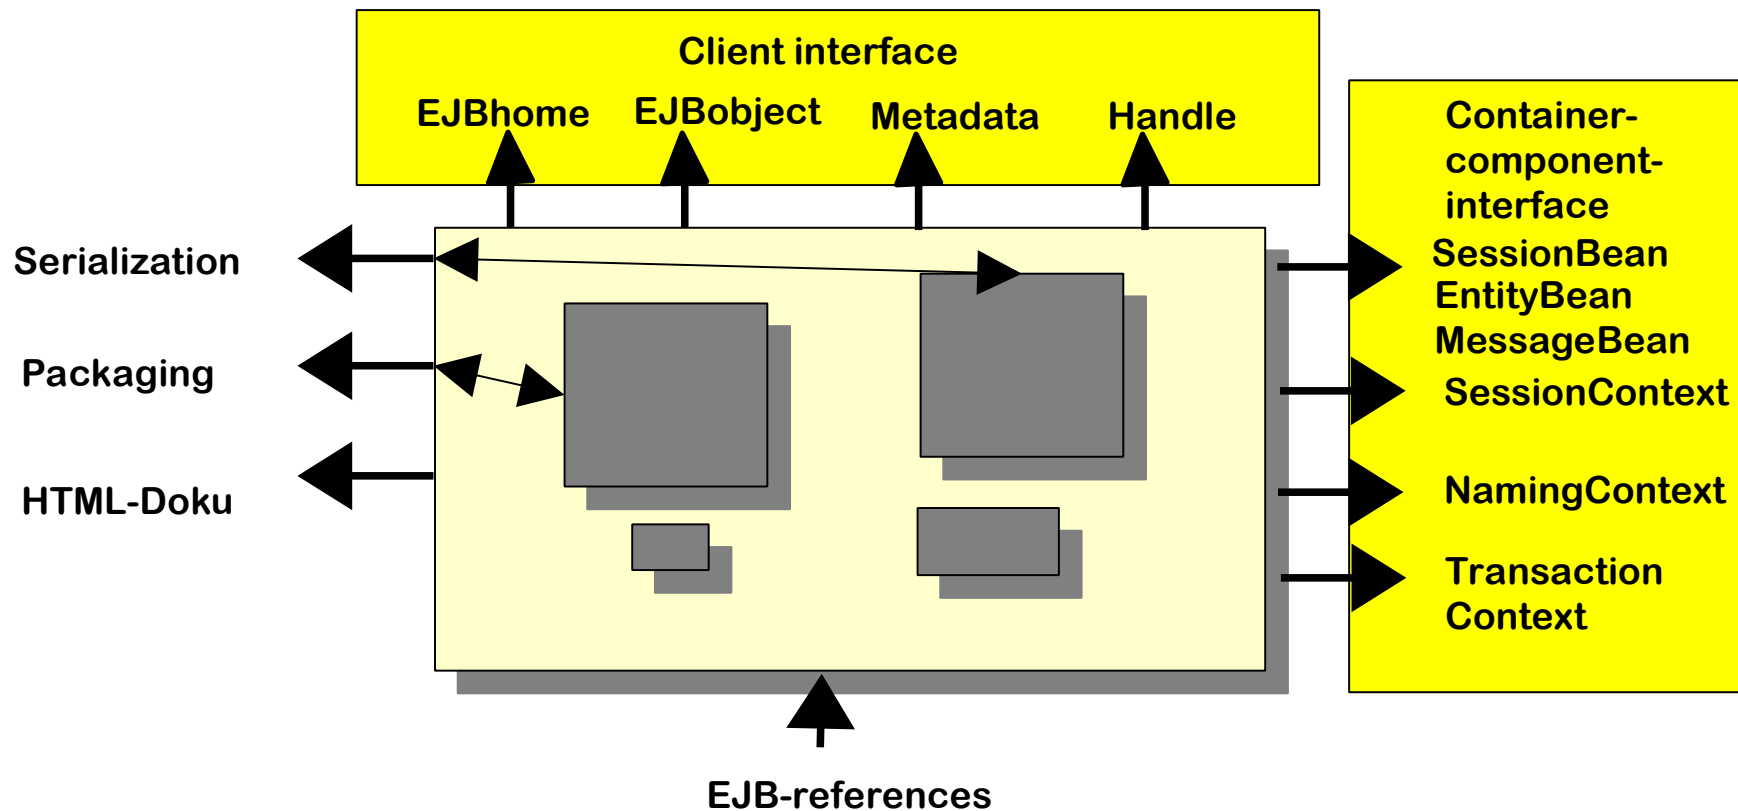 Client interface
EJBhome
EJBobject
Metadata
Handle
Container-
component-
interface
SessionBean
EntityBean
MessageBean
SessionContext
NamingContext
Transaction
Context
Serialization
Packaging
HTML-Doku
EJB-references